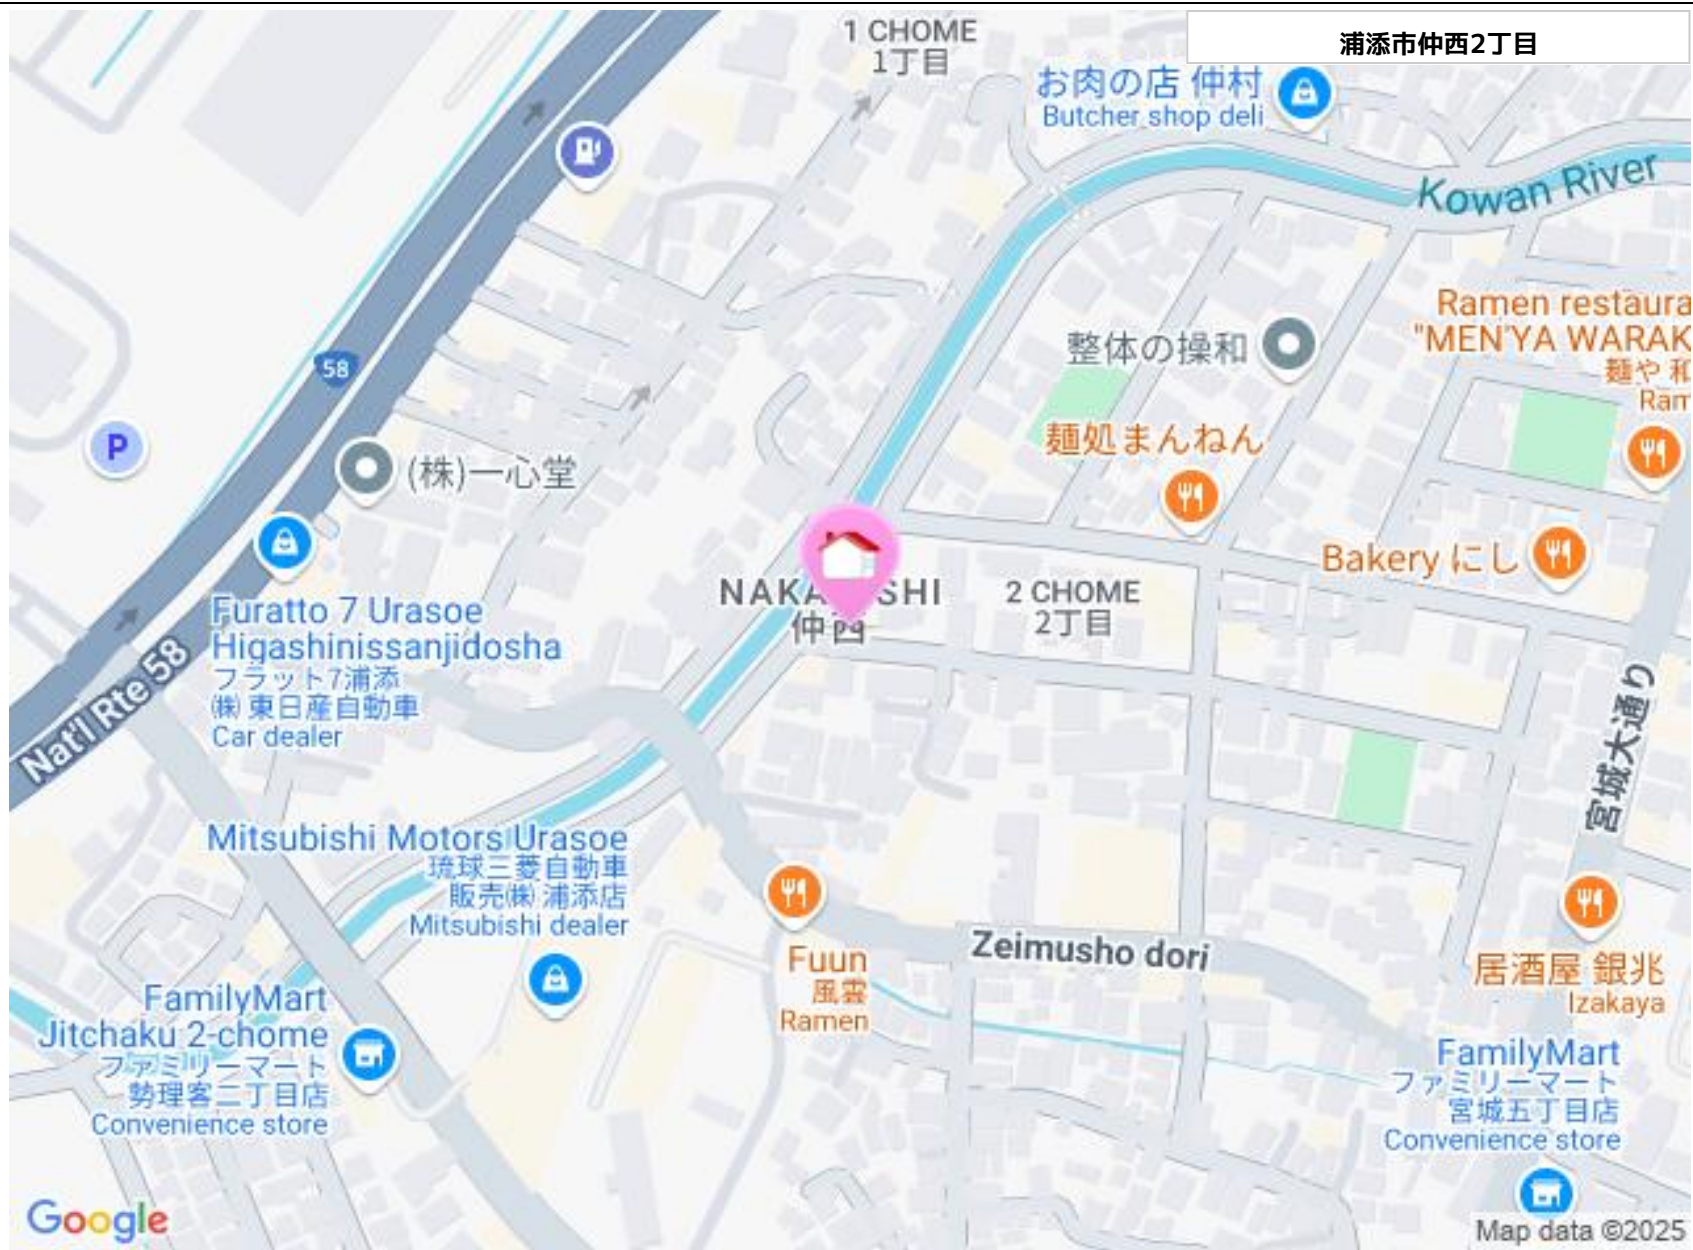 浦添市仲西2丁目
1 CHOME
1丁目
お肉の店 仲村
Butcher shop deli
Kowan River
Ramen restaura
"MEN'YA WARAK
麺や 和
Ram
整体の操和
58
麺処まんねん
P
(株)一心堂
Bakery にし
NAKA SHI
仲西
2 CHOME
2丁目
Furatto 7 Urasoe
Higashinissanjidosha
フラット7浦添
㈱ 東日産自動車
Car dealer
Nat'l Rte 58
宮城大通り
Mitsubishi Motors Urasoe
琉球三菱自動車
販売㈱ 浦添店
Mitsubishi dealer
Zeimusho dori
Fuun
風雲
Ramen
居酒屋 銀兆
Izakaya
FamilyMart
Jitchaku 2-chome
ファミリーマート
勢理客二丁目店
Convenience store
FamilyMart
ファミリーマート
宮城五丁目店
Convenience store
Google
Map data ©2025